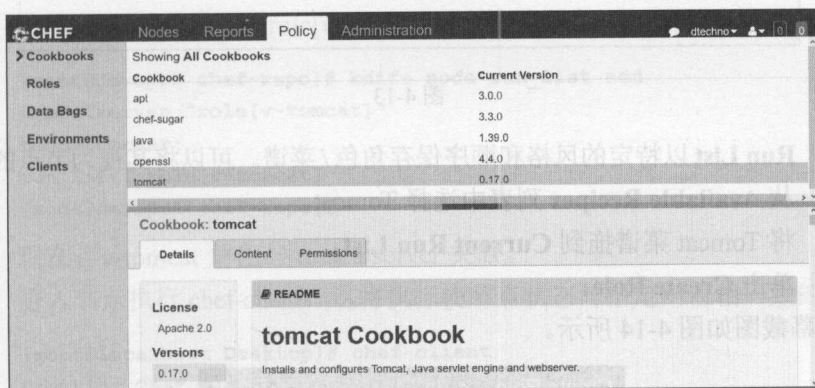 CHEF Nodes Reports Policy Administration dtechno 0 0
Cookbooks
Roles
Data Bags
Environments
Clients
Showing All Cookbooks
Cookbook Current Version
apt 3.0.0
chef-sugar 3.3.0
java 1.39.0
openssl 4.4.0
tomcat 0.17.0
Cookbook: tomcat
Details Content Permissions
License
Apache 2.0
Versions
0.17.0
README
tomcat Cookbook
Installs and configures Tomcat, Java servlet engine and webserver.